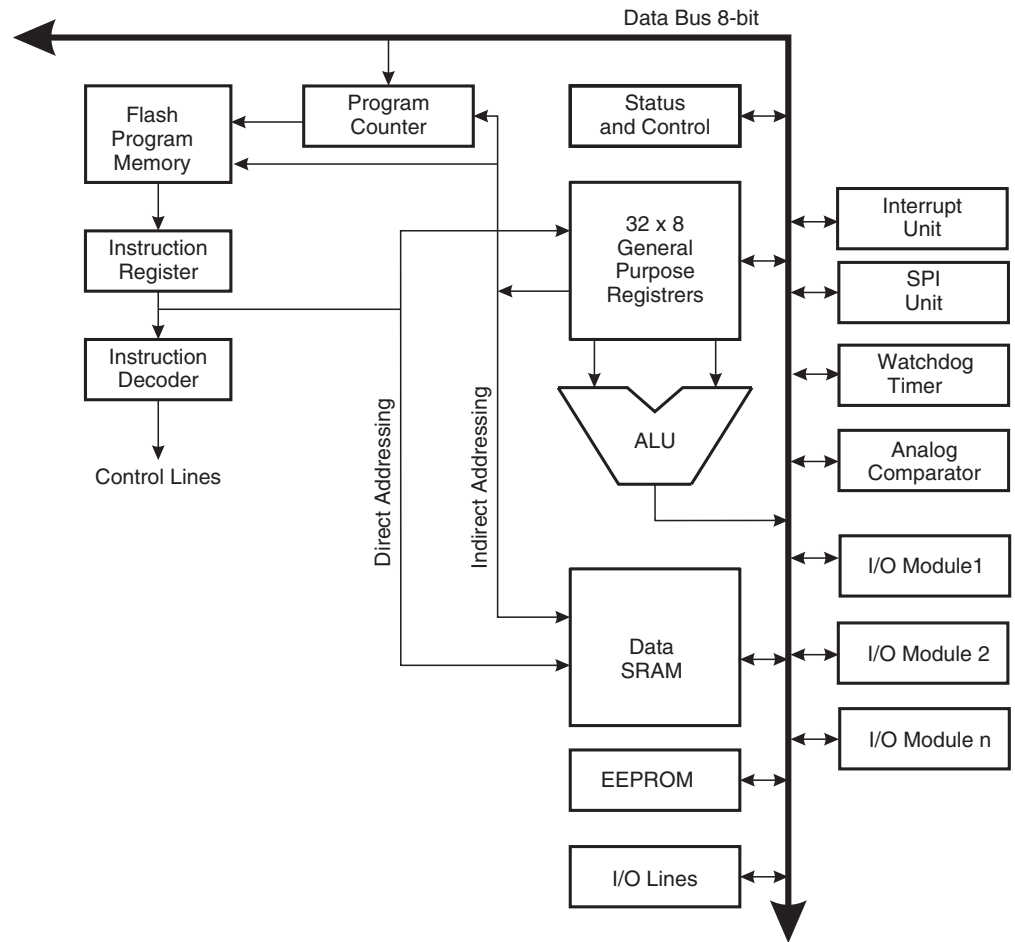 Data Bus 8-bit
Flash
Program
Memory
Program
Counter
Status
and Control
32 x 8
General
Purpose
Registrers
Interrupt
Unit
Instruction
Register
SPI
Unit
Instruction
Decoder
Watchdog
Timer
Control Lines
Direct Addressing
Indirect Addressing
ALU
Analog
Comparator
I/O Module1
Data
SRAM
I/O Module 2
I/O Module n
EEPROM
I/O Lines